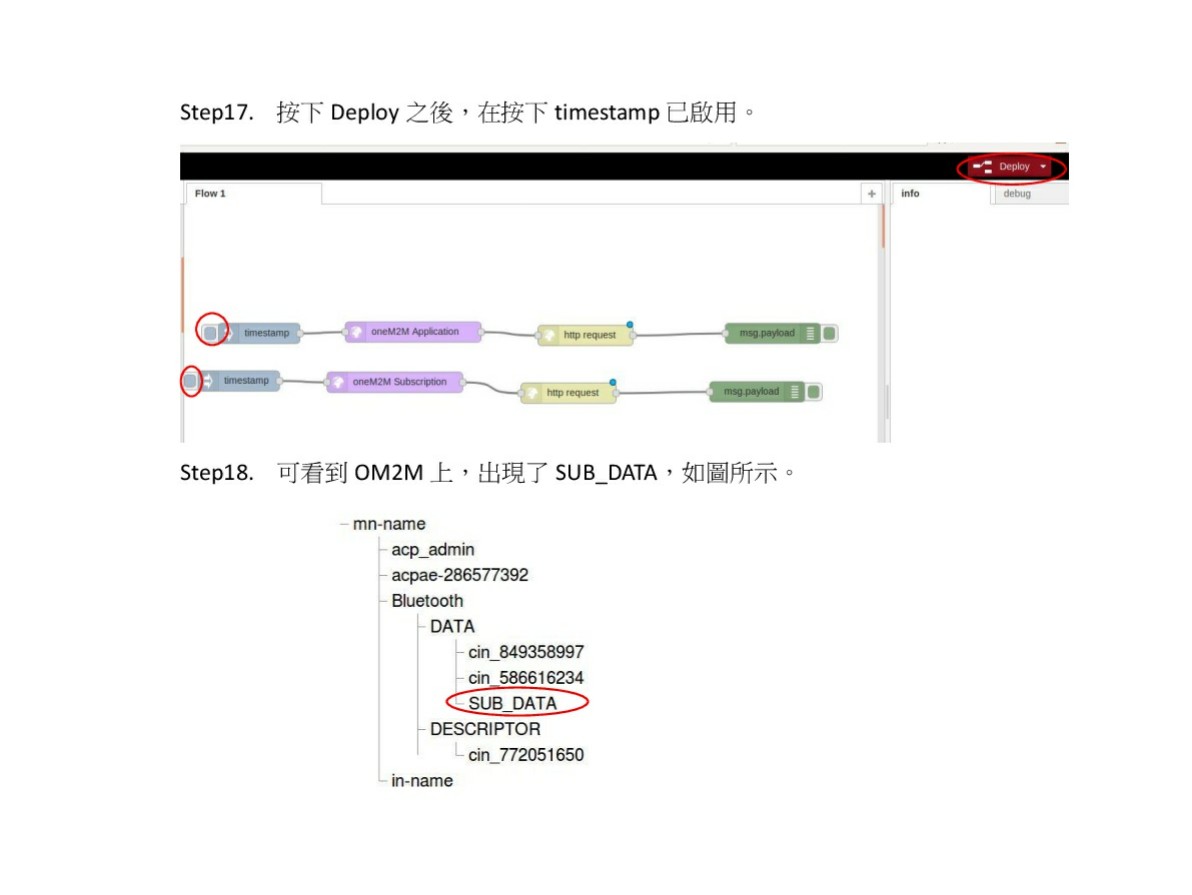 Step17. 按下 Deploy 之後，在按下 timestamp 已啟用。
Deploy
Flow 1
+
info
debug
timestamp
oneM2M Application
http request
msg.payload
timestamp
oneM2M Subscription
http request
msg.payload
Step18. 可看到 OM2M 上，出現了 SUB_DATA，如圖所示。
mn-name
acp_admin
acpae-286577392
Bluetooth
DATA
cin_849358997
cin_586616234
SUB_DATA
DESCRIPTOR
cin_772051650
in-name